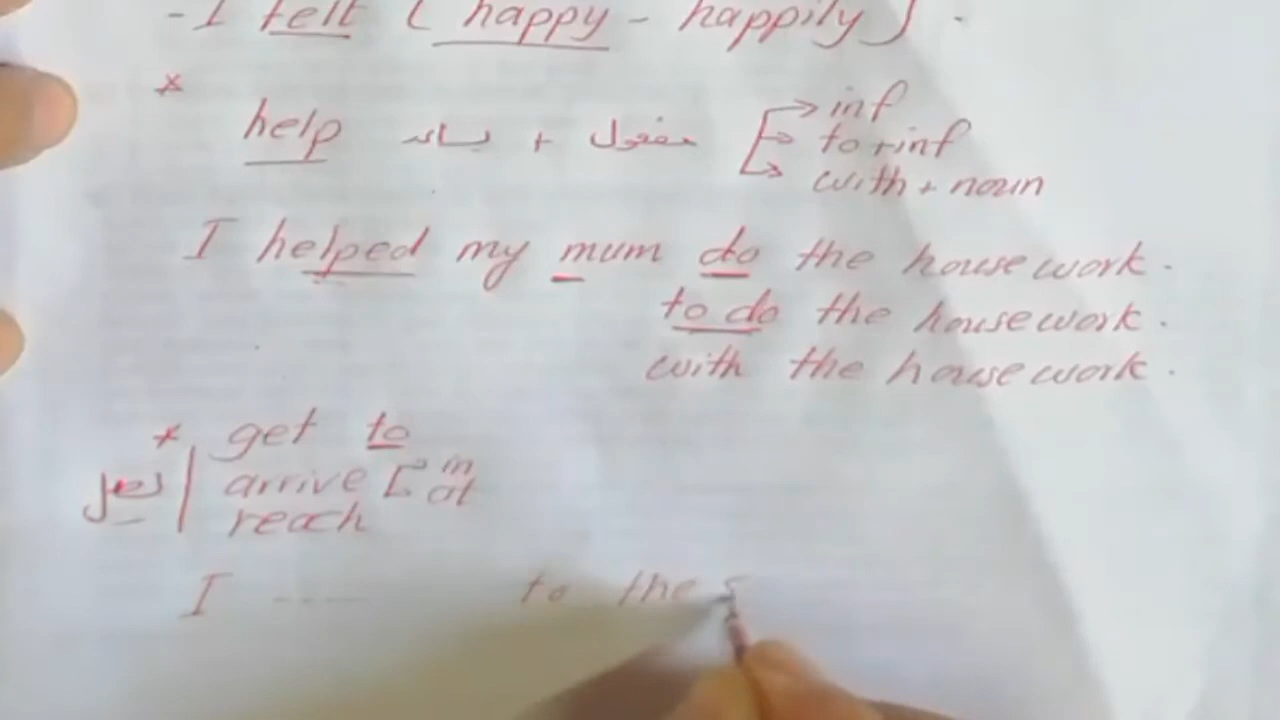 - I felt ( happy - happily ) .
* help يساعد + مفعول → inf
→ to + inf
→ with + noun
I helped my mum do the housework .
to do the housework .
with the housework .
* get to
يصل | arrive [ in
at
reach
I ------ to the s